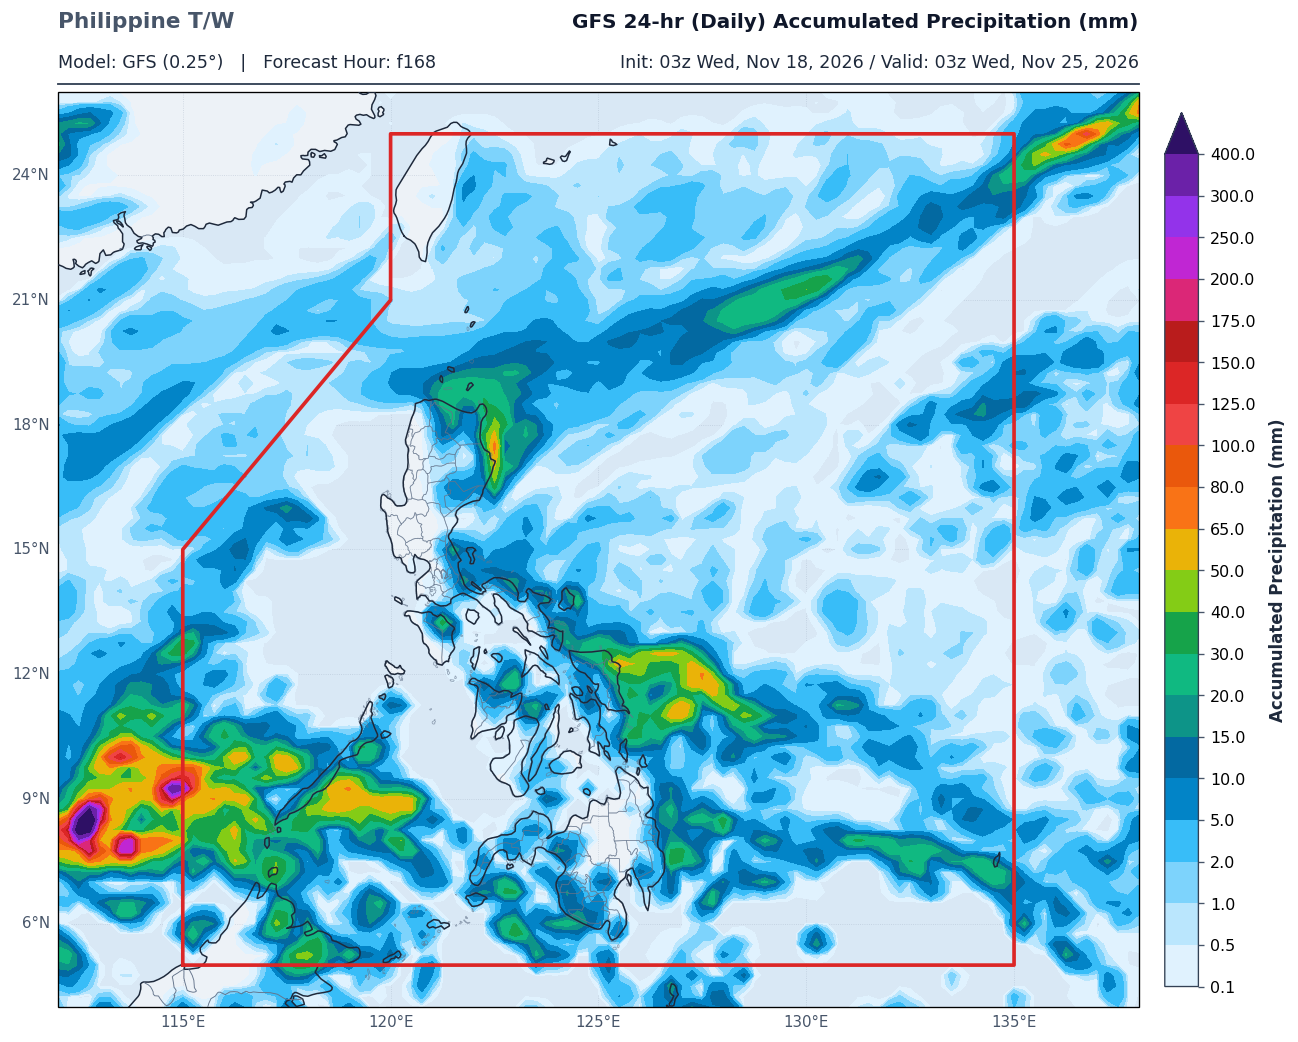 Philippine T/W
GFS 24-hr (Daily) Accumulated Precipitation (mm)
Model: GFS (0.25°)   |   Forecast Hour: f168
Init: 03z Wed, Nov 18, 2026 / Valid: 03z Wed, Nov 25, 2026
24°N
21°N
18°N
15°N
12°N
9°N
6°N
115°E
120°E
125°E
130°E
135°E
400.0
300.0
250.0
200.0
175.0
150.0
125.0
100.0
80.0
65.0
50.0
40.0
30.0
20.0
15.0
10.0
5.0
2.0
1.0
0.5
0.1
Accumulated Precipitation (mm)